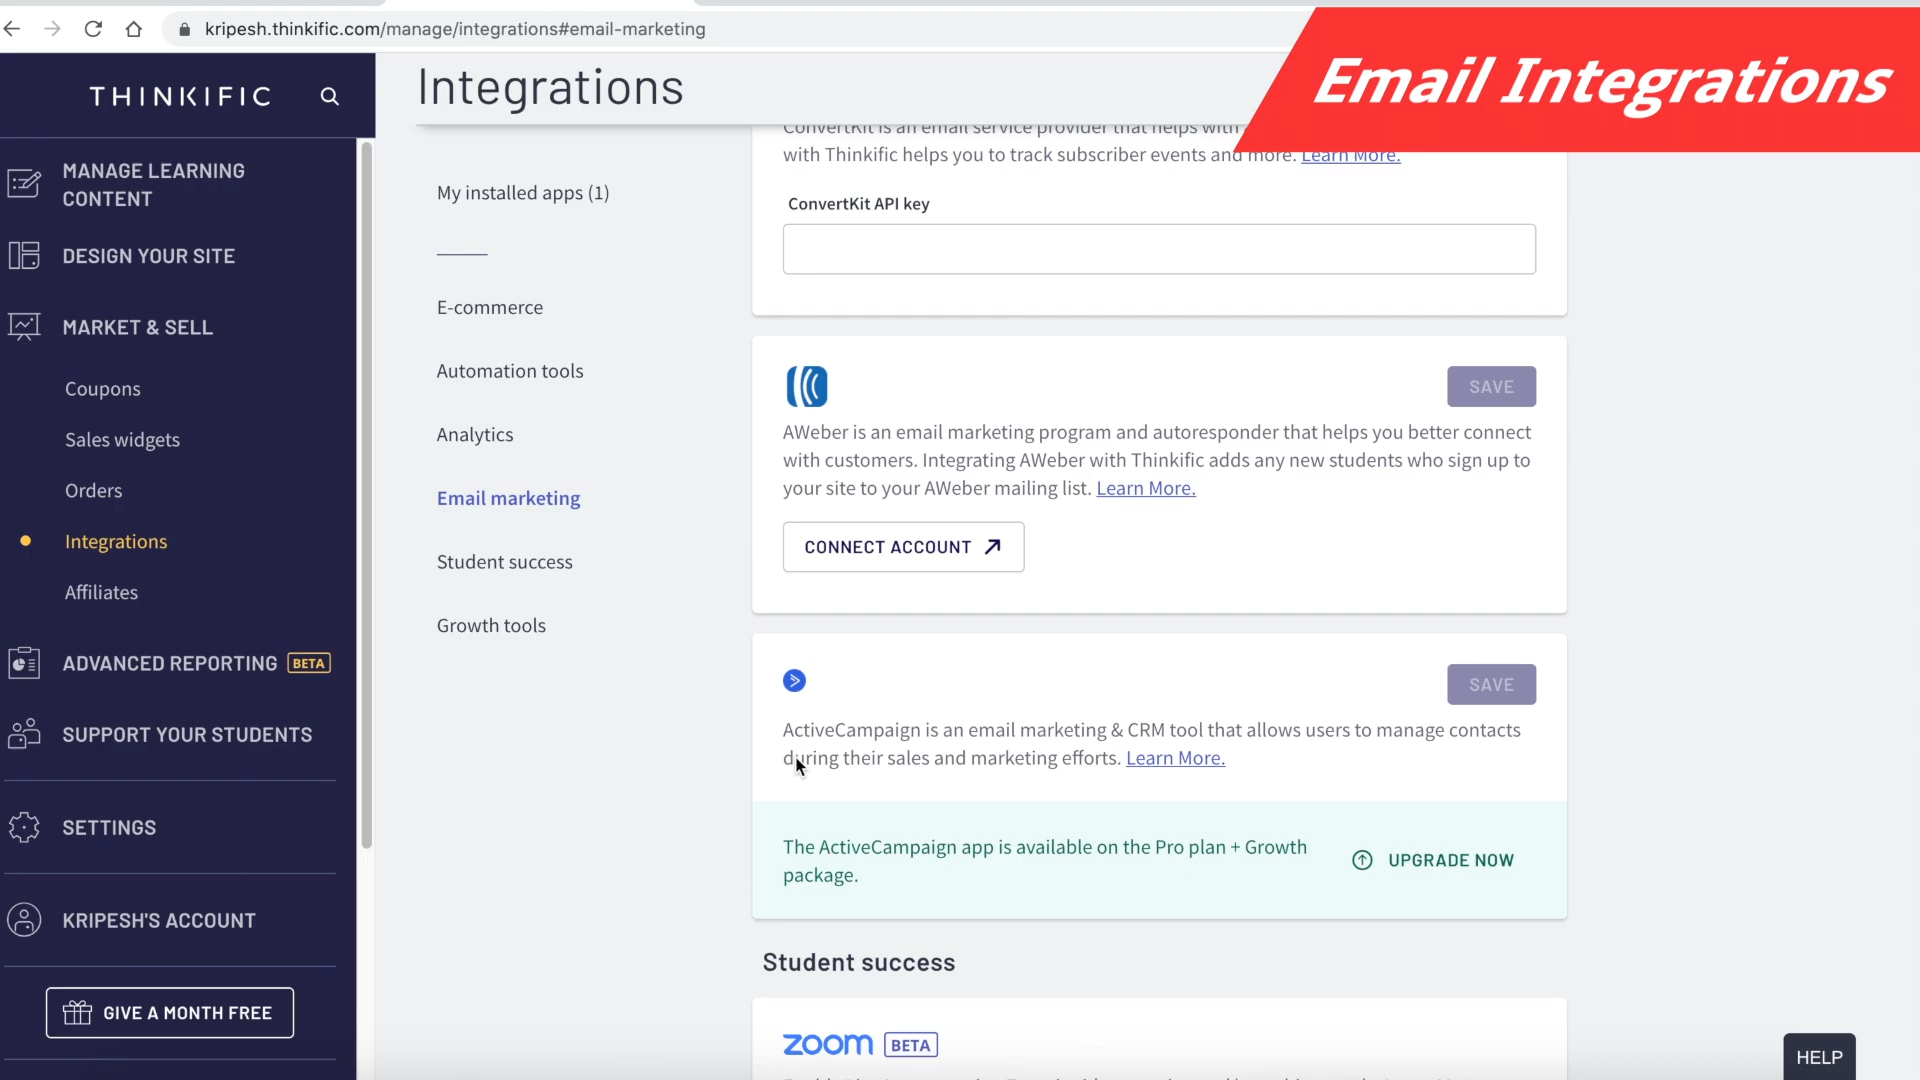 kripesh.thinkific.com/manage/integrations#email-marketing
Email Integrations
THINKIFIC
Integrations
MANAGE LEARNING
CONTENT
DESIGN YOUR SITE
MARKET & SELL
Coupons
Sales widgets
Orders
Integrations
Affiliates
ADVANCED REPORTING BETA
SUPPORT YOUR STUDENTS
SETTINGS
KRIPESH'S ACCOUNT
GIVE A MONTH FREE
My installed apps (1)
E-commerce
Automation tools
Analytics
Email marketing
Student success
Growth tools
ConvertKit is an email service provider that helps with
with Thinkific helps you to track subscriber events and more. Learn More.
ConvertKit API key
SAVE
AWeber is an email marketing program and autoresponder that helps you better connect
with customers. Integrating AWeber with Thinkific adds any new students who sign up to
your site to your AWeber mailing list. Learn More.
CONNECT ACCOUNT
SAVE
ActiveCampaign is an email marketing & CRM tool that allows users to manage contacts
during their sales and marketing efforts. Learn More.
The ActiveCampaign app is available on the Pro plan + Growth
package.
UPGRADE NOW
Student success
zoom BETA
HELP